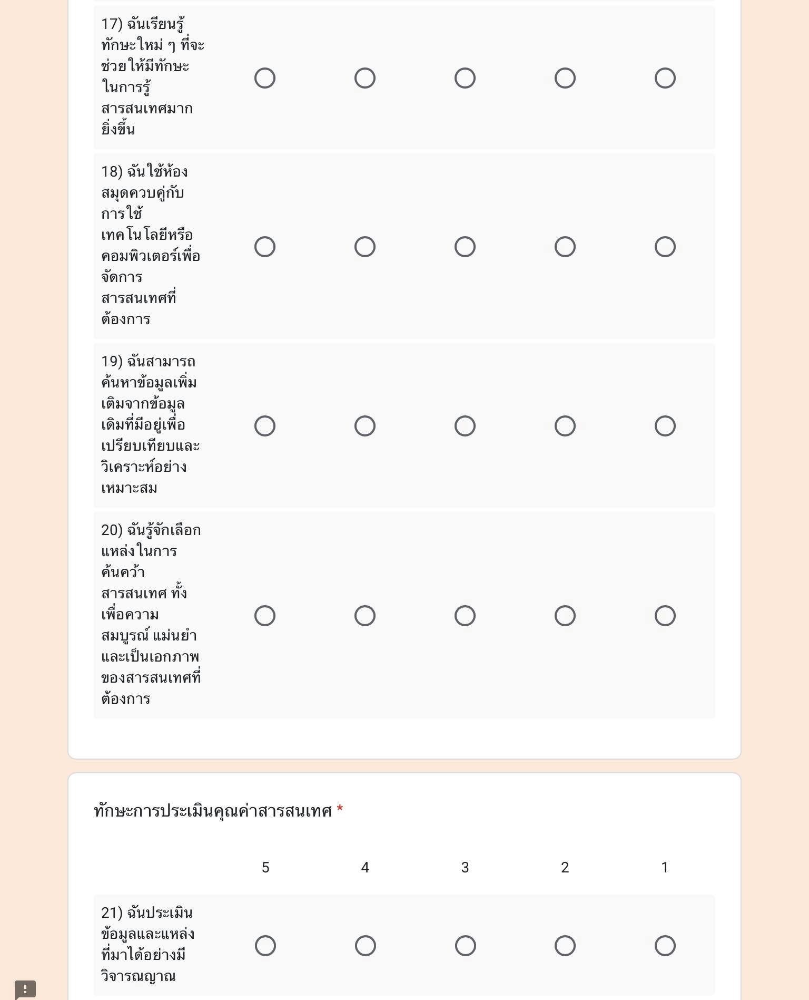 17) ฉันเรียนรู้
ทักษะใหม่ ๆ ที่จะ
ช่วยให้มีทักษะ
ในการรู้
สารสนเทศมาก
ยิ่งขึ้น
18) ฉันใช้ห้อง
สมุดควบคู่กับ
การใช้
เทคโนโลยีหรือ
คอมพิวเตอร์เพื่อ
จัดการ
สารสนเทศที่
ต้องการ
19) ฉันสามารถ
ค้นหาข้อมูลเพิ่ม
เติมจากข้อมูล
เดิมที่มีอยู่เพื่อ
เปรียบเทียบและ
วิเคราะห์อย่าง
เหมาะสม
20) ฉันรู้จักเลือก
แหล่งในการ
ค้นคว้า
สารสนเทศ ทั้ง
เพื่อความ
สมบูรณ์ แม่นยำ
และเป็นเอกภาพ
ของสารสนเทศที่
ต้องการ
ทักษะการประเมินคุณค่าสารสนเทศ *
5 4 3 2 1
21) ฉันประเมิน
ข้อมูลและแหล่ง
ที่มาได้อย่างมี
วิจารณญาณ